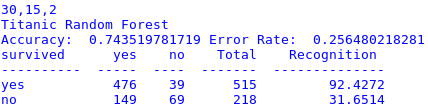 30,15,2
Titanic Random Forest
Accuracy:  0.743519781719 Error Rate:  0.256480218281
survived      yes    no    Total    Recognition
----------  -----  ----  -------  --------------
yes           476    39      515         92.4272
no            149    69      218         31.6514